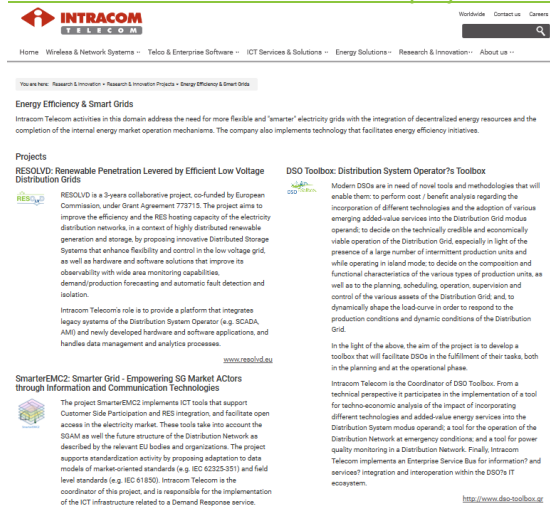 INTRACOM
TELECOM
Worldwide Contact us Careers
Home Wireless & Network Systems Telco & Enterprise Software ICT Services & Solutions Energy Solutions Research & Innovation About us
You are here: Research & Innovation » Research & Innovation Projects » Energy Efficiency & Smart Grids
Energy Efficiency & Smart Grids
Intracom Telecom activities in this domain address the need for more flexible and "smarter" electricity grids with the integration of decentralized energy resources and the
completion of the internal energy market operation mechanisms. The company also implements technology that facilitates energy efficiency initiatives.
Projects
RESOLVD: Renewable Penetration Levered by Efficient Low Voltage
Distribution Grids
RESOLVD
RESOLVD is a 3-years collaborative project, co-funded by European
Commission, under Grant Agreement 773715. The project aims to
improve the efficiency and the RES hosting capacity of the electricity
distribution networks, in a context of highly distributed renewable
generation and storage, by proposing innovative Distributed Storage
Systems that enhance flexibility and control in the low voltage grid,
as well as hardware and software solutions that improve its
observability with wide area monitoring capabilities,
demand/production forecasting and automatic fault detection and
isolation.
Intracom Telecom's role is to provide a platform that integrates
legacy systems of the Distribution System Operator (e.g. SCADA,
AMI) and newly developed hardware and software applications, and
handles data management and analytics processes.
www.resolvd.eu
SmarterEMC2: Smarter Grid - Empowering SG Market ACtors
through Information and Communication Technologies
The project SmarterEMC2 implements ICT tools that support
Customer Side Participation and RES integration, and facilitate open
access in the electricity market. These tools take into account the
SGAM as well the future structure of the Distribution Network as
described by the relevant EU bodies and organizations. The project
supports standardization activity by proposing adaptation to data
models of market-oriented standards (e.g. IEC 62325-351) and field
level standards (e.g. IEC 61850). Intracom Telecom is the
coordinator of this project, and is responsible for the implementation
of the ICT infrastructure related to a Demand Response service.
DSO Toolbox: Distribution System Operator?s Toolbox
DSO Toolbox
Modern DSOs are in need of novel tools and methodologies that will
enable them: to perform cost / benefit analysis regarding the
incorporation of different technologies and the adoption of various
emerging added-value services into the Distribution Grid modus
operandi; to decide on the technically credible and economically
viable operation of the Distribution Grid, especially in light of the
presence of a large number of intermittent production units and
while operating in island mode; to decide on the composition and
functional characteristics of the various types of production units, as
well as to the planning, scheduling, operation, supervision and
control of the various assets of the Distribution Grid; and, to
dynamically shape the load-curve in order to respond to the
production conditions and dynamic conditions of the Distribution
Grid.
In the light of the above, the aim of the project is to develop a
toolbox that will facilitate DSOs in the fulfillment of their tasks, both
in the planning and at the operational phase.
Intracom Telecom is the Coordinator of DSO Toolbox. From a
technical perspective it participates in the implementation of a tool
for techno-economic analysis of the impact of incorporating
different technologies and added-value energy services into the
Distribution System modus operandi; a tool for the operation of the
Distribution Network at emergency conditions; and a tool for power
quality monitoring in a Distribution Network. Finally, Intracom
Telecom implements an Enterprise Service Bus for information? and
services? integration and interoperation within the DSO?s IT
ecosystem.
http://www.dso-toolbox.gr